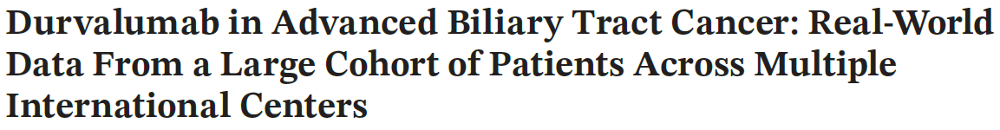 Durvalumab in Advanced Biliary Tract Cancer: Real-World
Data From a Large Cohort of Patients Across Multiple
International Centers